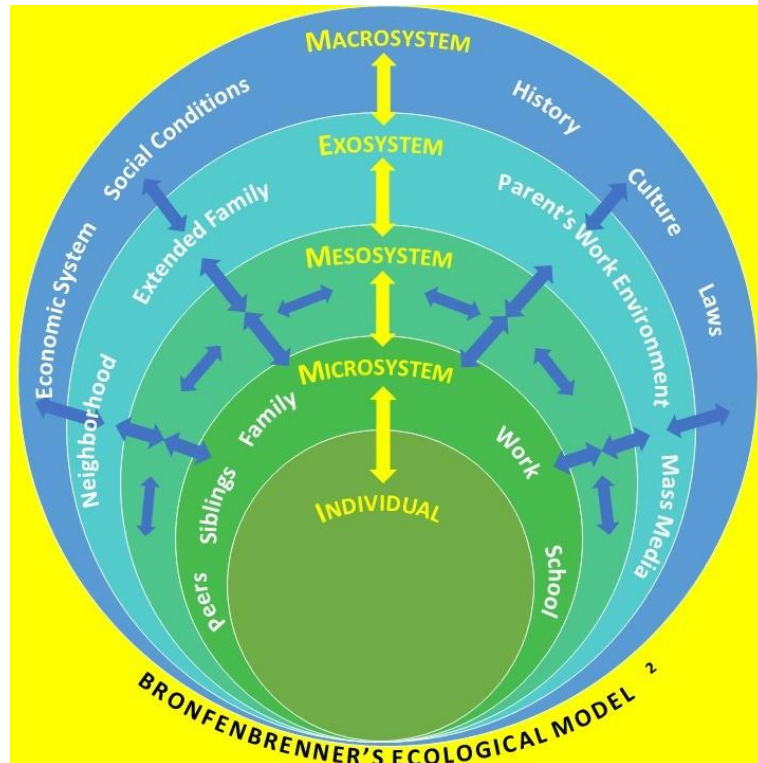 MACROSYSTEM
Social Conditions
History
EXOSYSTEM
Culture
Extended Family
Parent's Work Environment
Economic System
MESOSYSTEM
Laws
Neighborhood
MICROSYSTEM
Family
Work
Mass Media
Siblings
INDIVIDUAL
Peers
School
BRONFENBRENNER'S ECOLOGICAL MODEL 2